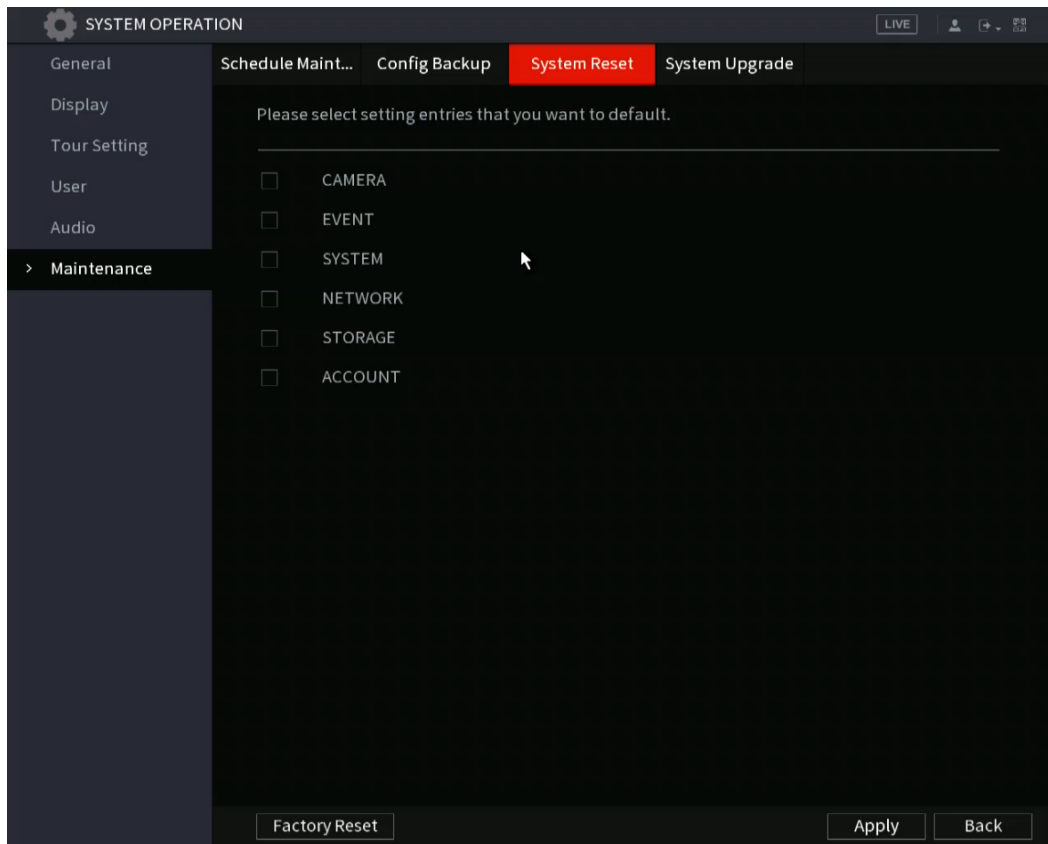 SYSTEM OPERATION
LIVE
General
Display
Tour Setting
User
Audio
> Maintenance
Schedule Maint... Config Backup System Reset System Upgrade
Please select setting entries that you want to default.
CAMERA
EVENT
SYSTEM
NETWORK
STORAGE
ACCOUNT
Factory Reset Apply Back